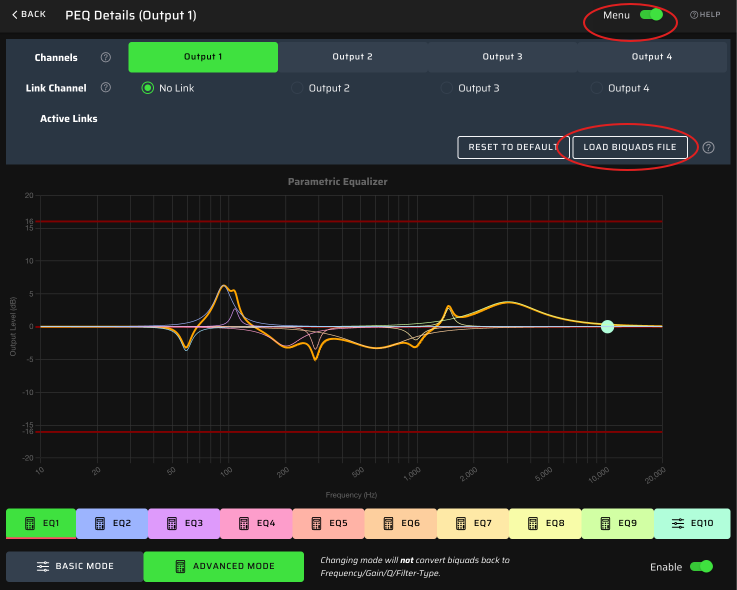 BACK PEQ Details (Output 1) Menu ? HELP
Channels ? Output 1 Output 2 Output 3 Output 4
Link Channel ? No Link Output 2 Output 3 Output 4
Active Links
RESET TO DEFAULT LOAD BIQUADS FILE ?
Parametric Equalizer
20
16
15
10
5
0
-5
-10
-15
-16
-20
Output Level (dB)
10 20 50 100 200 500 1,000 2,000 5,000 10,000 20,000
Frequency (Hz)
EQ1 EQ2 EQ3 EQ4 EQ5 EQ6 EQ7 EQ8 EQ9 EQ10
BASIC MODE ADVANCED MODE Changing mode will not convert biquads back to
Frequency/Gain/Q/Filter-Type. Enable